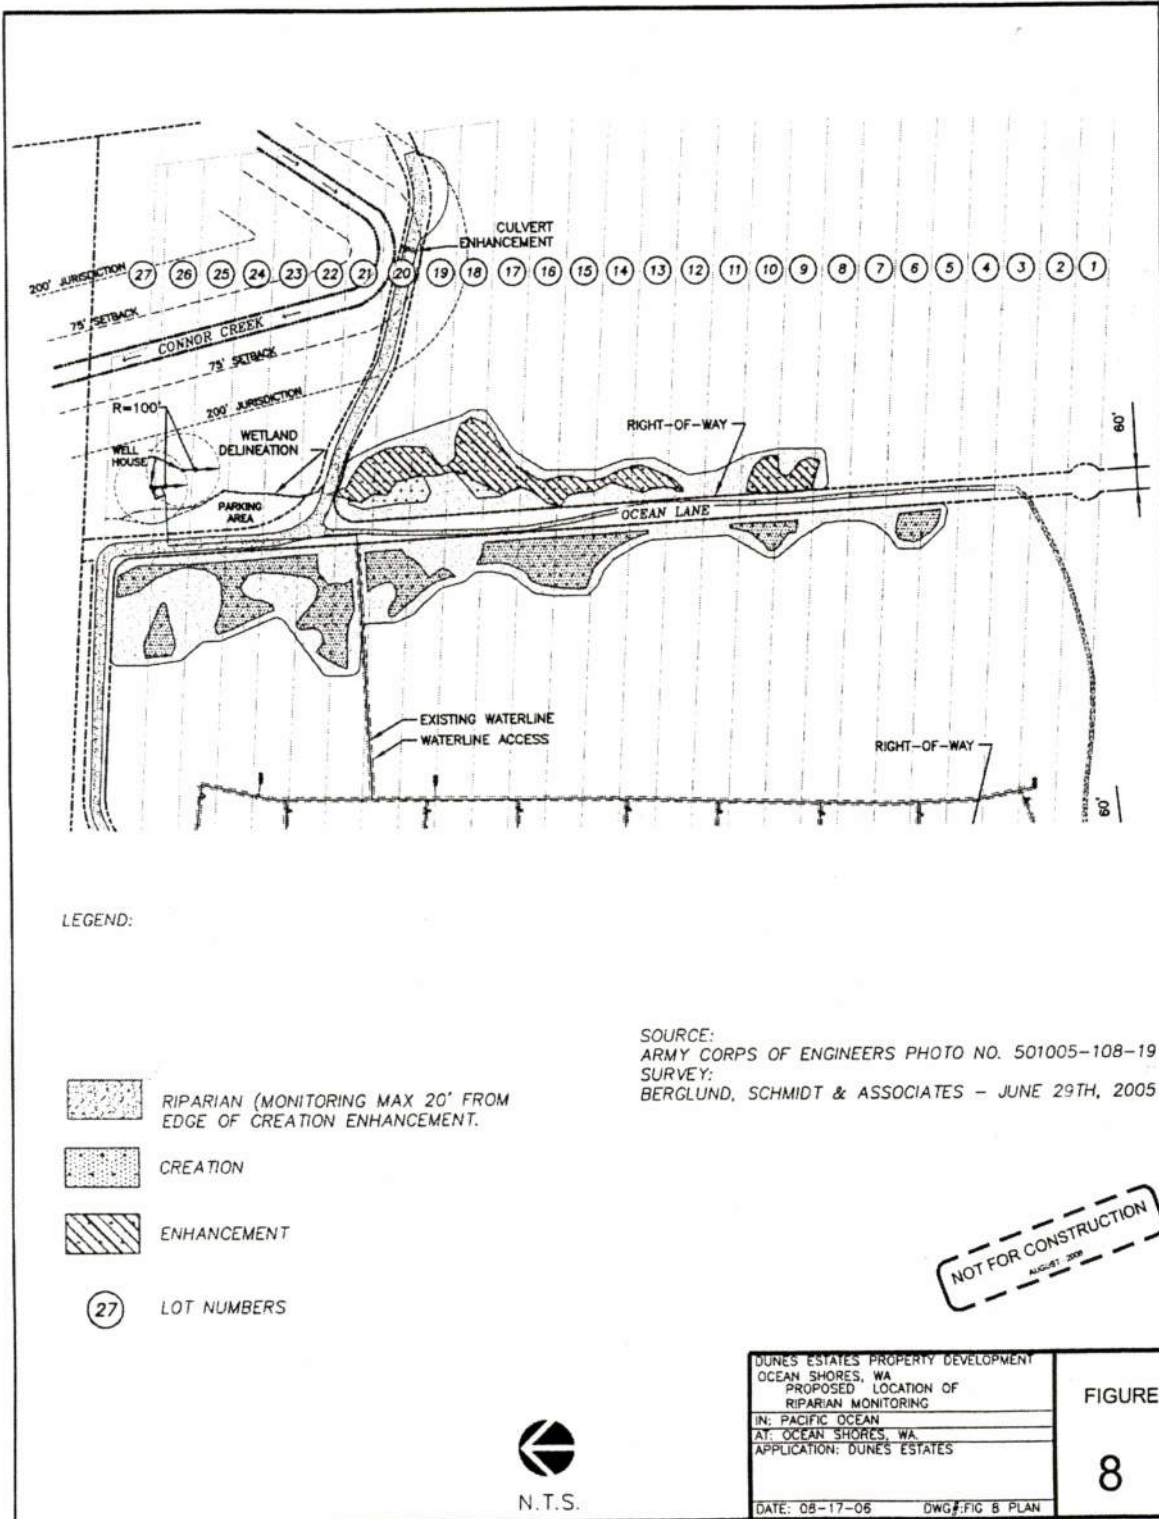 CULVERT
ENHANCEMENT
200' JURISDICTION
27 26 25 24 23 22 21 20 19 18 17 16 15 14 13 12 11 10 9 8 7 6 5 4 3 2 1
75' SETBACK
CONNOR CREEK
75' SETBACK
200' JURISDICTION
R=100'
WETLAND
DELINEATION
WELL
HOUSE
PARKING
AREA
RIGHT-OF-WAY
OCEAN LANE
60'
EXISTING WATERLINE
WATERLINE ACCESS
RIGHT-OF-WAY
60'
LEGEND:
RIPARIAN (MONITORING MAX 20' FROM
EDGE OF CREATION ENHANCEMENT.
CREATION
ENHANCEMENT
27 LOT NUMBERS
SOURCE:
ARMY CORPS OF ENGINEERS PHOTO NO. 501005-108-19
SURVEY:
BERGLUND, SCHMIDT & ASSOCIATES - JUNE 29TH, 2005
NOT FOR CONSTRUCTION
AUGUST
N.T.S.
DUNES ESTATES PROPERTY DEVELOPMENT
OCEAN SHORES, WA
PROPOSED LOCATION OF
RIPARIAN MONITORING
IN: PACIFIC OCEAN
AT: OCEAN SHORES, WA.
APPLICATION: DUNES ESTATES
DATE: 08-17-06 DWG#:FIG 8 PLAN
FIGURE
8